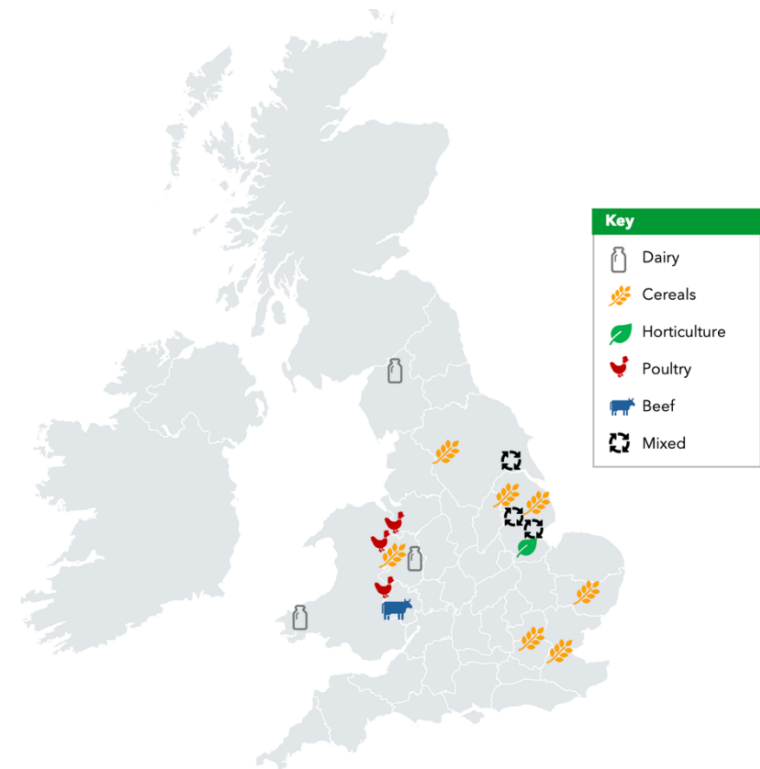 Key
Dairy
Cereals
Horticulture
Poultry
Beef
Mixed